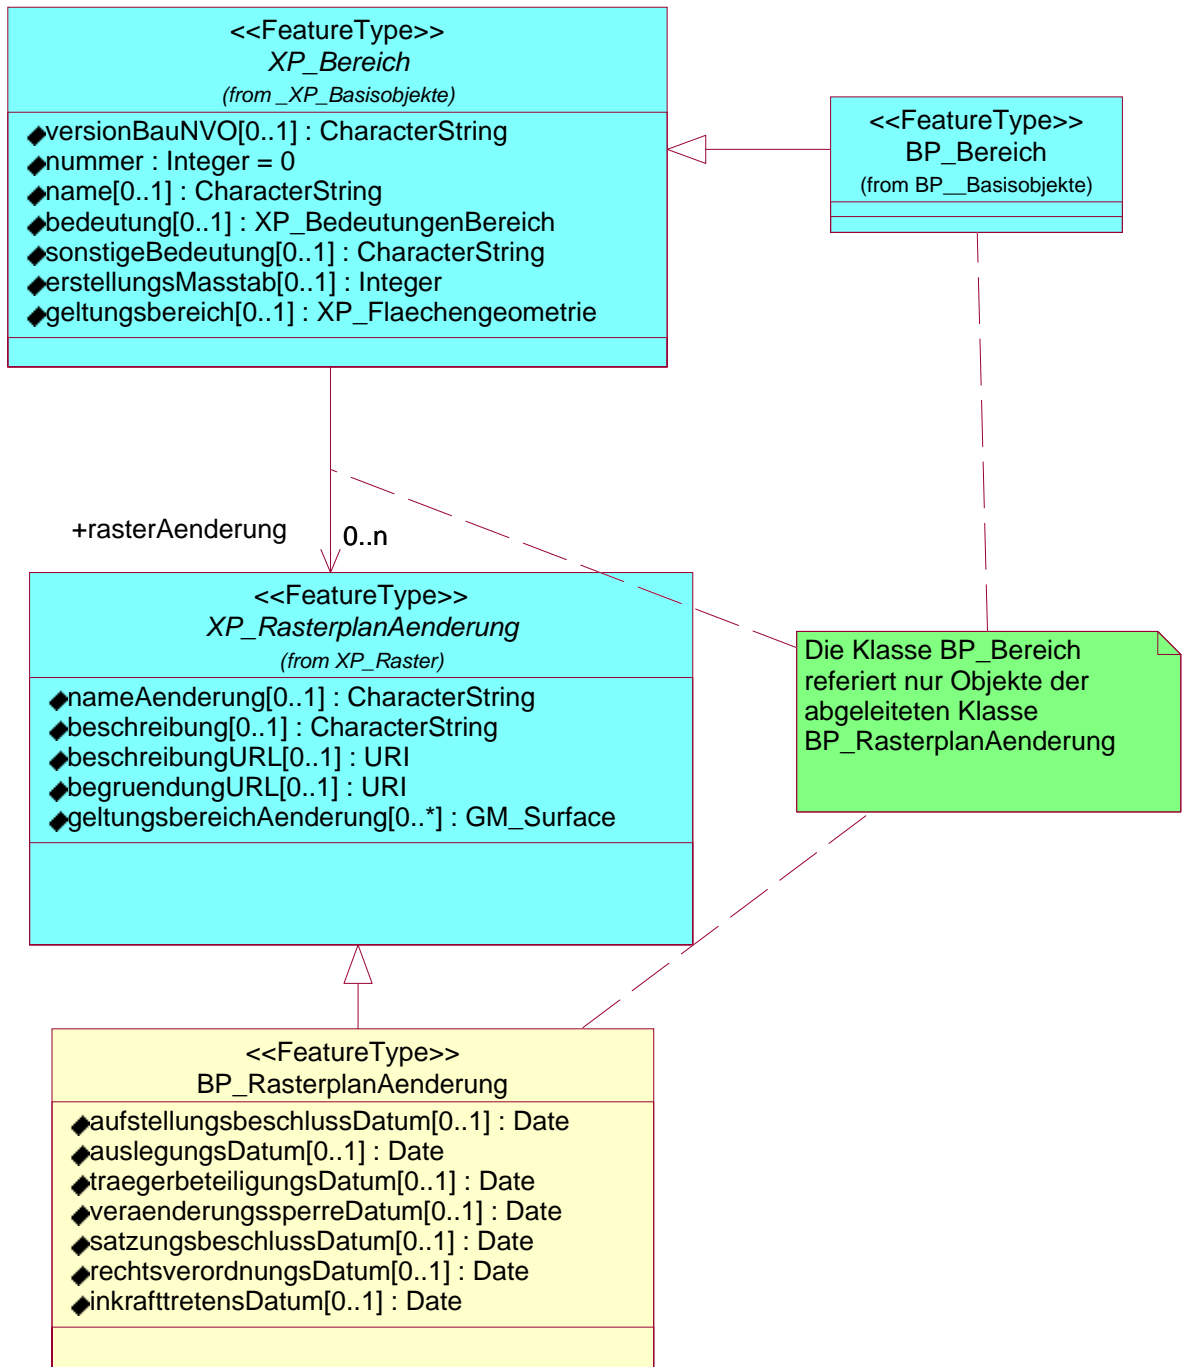 <<FeatureType>>
XP_Bereich
(from _XP_Basisobjekte)
versionBauNVO[0..1] : CharacterString
nummer : Integer = 0
name[0..1] : CharacterString
bedeutung[0..1] : XP_BedeutungenBereich
sonstigeBedeutung[0..1] : CharacterString
erstellungsMasstab[0..1] : Integer
geltungsbereich[0..1] : XP_Flaechengeometrie
<<FeatureType>>
BP_Bereich
(from BP__Basisobjekte)
+rasterAenderung
0..n
<<FeatureType>>
XP_RasterplanAenderung
(from XP_Raster)
nameAenderung[0..1] : CharacterString
beschreibung[0..1] : CharacterString
beschreibungURL[0..1] : URI
begruendungURL[0..1] : URI
geltungsbereichAenderung[0..*] : GM_Surface
Die Klasse BP_Bereich
referiert nur Objekte der
abgeleiteten Klasse
BP_RasterplanAenderung
<<FeatureType>>
BP_RasterplanAenderung
aufstellungsbeschlussDatum[0..1] : Date
auslegungsDatum[0..1] : Date
traegerbeteiligungsDatum[0..1] : Date
veraenderungssperreDatum[0..1] : Date
satzungsbeschlussDatum[0..1] : Date
rechtsverordnungsDatum[0..1] : Date
inkrafttretensDatum[0..1] : Date